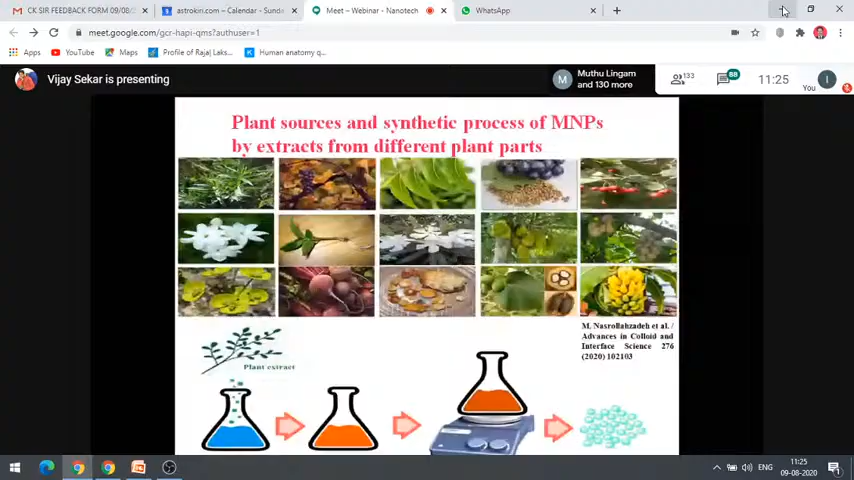 CK SIR FEEDBACK FORM 09/08/
astrokiri.com – Calendar - Sund
Meet – Webinar - Nanotech
WhatsApp
meet.google.com/gcr-hapi-qms?authuser=1
Apps
YouTube
Maps
Profile of Raja| Laks...
Human anatomy q...
Vijay Sekar is presenting
M
Muthu Lingam
and 130 more
133
88
11:25
You
I
Plant sources and synthetic process of MNPs
by extracts from different plant parts
M. Nasrollahzadeh et al. /
Advances in Colloid and
Interface Science 276
(2020) 102103
Plant extract
ENG
11:25
09-08-2020